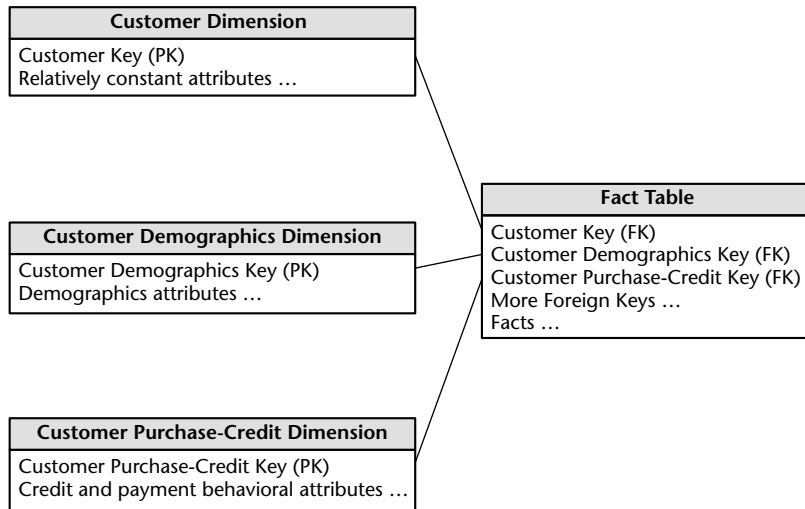 Customer Dimension
Customer Key (PK)
Relatively constant attributes …
Customer Demographics Dimension
Customer Demographics Key (PK)
Demographics attributes …
Customer Purchase-Credit Dimension
Customer Purchase-Credit Key (PK)
Credit and payment behavioral attributes …
Fact Table
Customer Key (FK)
Customer Demographics Key (FK)
Customer Purchase-Credit Key (FK)
More Foreign Keys …
Facts …